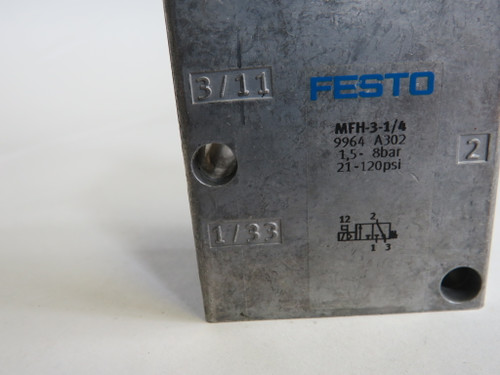 3/11
FESTO
MFH-3-1/4
9964 A302
1,5- 8bar
21-120psi
2
1/33
12 2
1 3